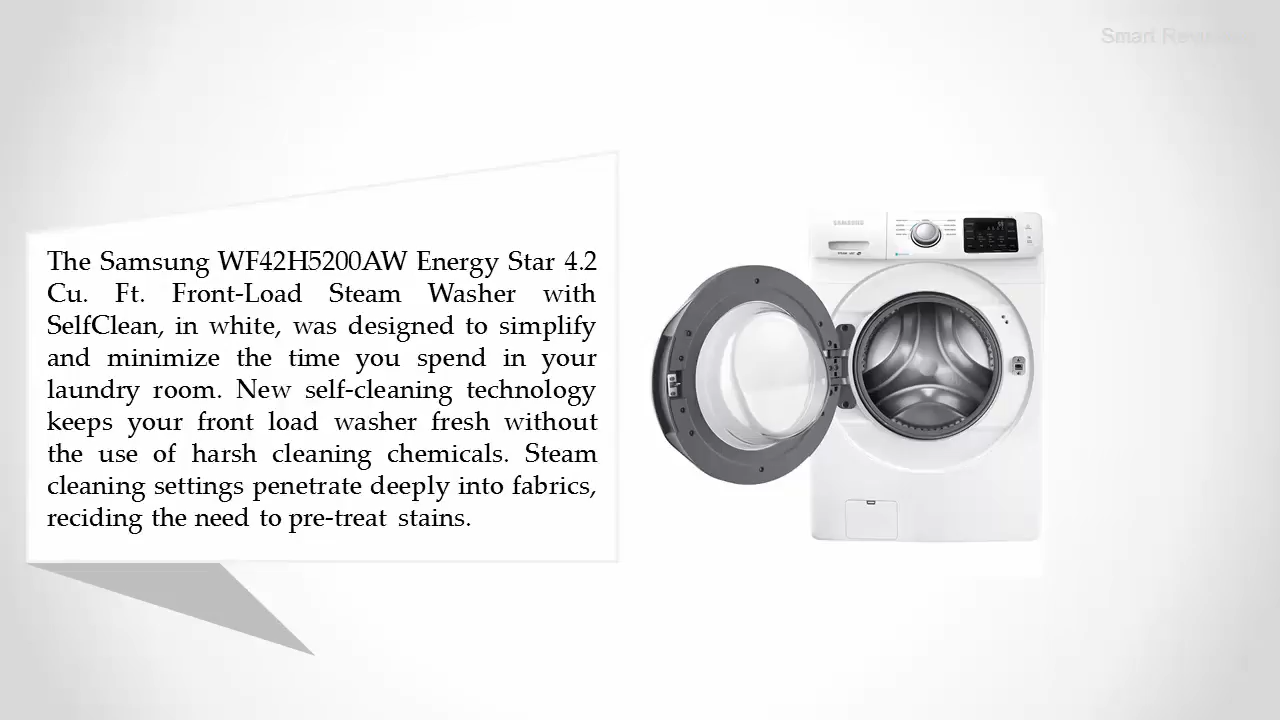 Smart Reviews
The Samsung WF42H5200AW Energy Star 4.2
Cu. Ft. Front-Load Steam Washer with
SelfClean, in white, was designed to simplify
and minimize the time you spend in your
laundry room. New self-cleaning technology
keeps your front load washer fresh without
the use of harsh cleaning chemicals. Steam
cleaning settings penetrate deeply into fabrics,
reciding the need to pre-treat stains.
SAMSUNG